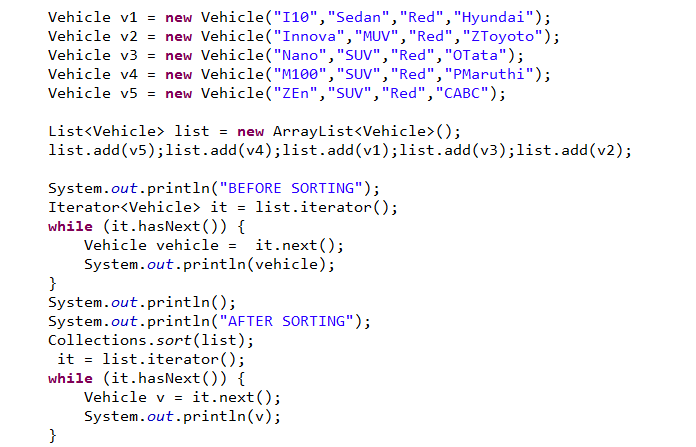 Vehicle v1 = new Vehicle("I10","Sedan","Red","Hyundai");
Vehicle v2 = new Vehicle("Innova","MUV","Red","ZToyoto");
Vehicle v3 = new Vehicle("Nano","SUV","Red","OTata");
Vehicle v4 = new Vehicle("M100","SUV","Red","PMaruthi");
Vehicle v5 = new Vehicle("ZEn","SUV","Red","CABC");
List<Vehicle> list = new ArrayList<Vehicle>();
list.add(v5);list.add(v4);list.add(v1);list.add(v3);list.add(v2);
System.out.println("BEFORE SORTING");
Iterator<Vehicle> it = list.iterator();
while (it.hasNext()) {
    Vehicle vehicle =  it.next();
    System.out.println(vehicle);
}
System.out.println();
System.out.println("AFTER SORTING");
Collections.sort(list);
 it = list.iterator();
while (it.hasNext()) {
    Vehicle v = it.next();
    System.out.println(v);
}